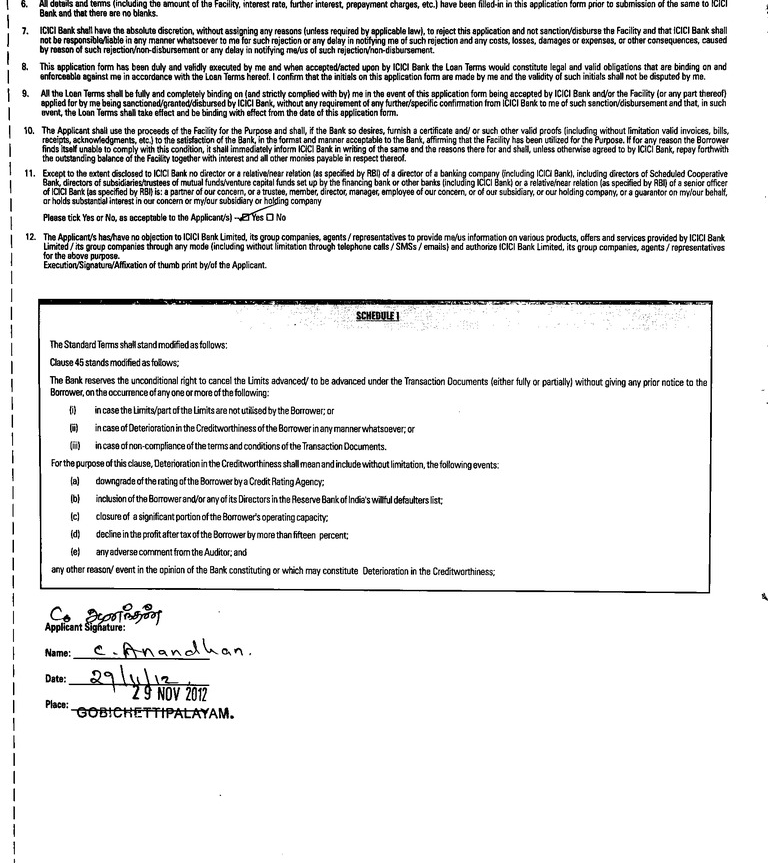 6. All details and terms (including the amount of the Facility, interest rate, further interest, prepayment charges, etc.) have been filled-in in this application form prior to submission of the same to ICICI
Bank and that there are no blanks.
7. ICICI Bank shall have the absolute discretion, without assigning any reasons (unless required by applicable law), to reject this application and not sanction/disburse the Facility and that ICICI Bank shall
not be responsible/liable in any manner whatsoever to me for such rejection or any delay in notifying me of such rejection and any costs, losses, damages or expenses, or other consequences, caused
by reason of such rejection/non-disbursement or any delay in notifying me/us of such rejection/non-disbursement.
8. This application form has been duly and validly executed by me and when accepted/acted upon by ICICI Bank the Loan Terms would constitute legal and valid obligations that are binding on and
enforceable against me in accordance with the Loan Terms hereof. I confirm that the initials on this application form are made by me and the validity of such initials shall not be disputed by me.
9. All the Loan Terms shall be fully and completely binding on (and strictly complied with by) me in the event of this application form being accepted by ICICI Bank and/or the Facility (or any part thereof)
applied for by me being sanctioned/granted/disbursed by ICICI Bank, without any requirement of any further/specific confirmation from ICICI Bank to me of such sanction/disbursement and that, in such
event, the Loan Terms shall take effect and be binding with effect from the date of this application form.
10. The Applicant shall use the proceeds of the Facility for the Purpose and shall, if the Bank so desires, furnish a certificate and/ or such other valid proofs (including without limitation valid invoices, bills,
receipts, acknowledgments, etc.) to the satisfaction of the Bank, in the format and manner acceptable to the Bank, affirming that the Facility has been utilized for the Purpose. If for any reason the Borrower
finds itself unable to comply with this condition, it shall immediately inform ICICI Bank in writing of the same and the reasons there for and shall, unless otherwise agreed to by ICICI Bank, repay forthwith
the outstanding balance of the Facility together with interest and all other monies payable in respect thereof.
11. Except to the extent disclosed to ICICI Bank no director or a relative/near relation (as specified by RBI) of a director of a banking company (including ICICI Bank), including directors of Scheduled Cooperative
Bank, directors of subsidiaries/trustees of mutual funds/venture capital funds set up by the financing bank or other banks (including ICICI Bank) or a relative/near relation (as specified by RBI) of a senior officer
of ICICI Bank (as specified by RBI) is: a partner of our concern, or a trustee, member, director, manager, employee of our concern, or of our subsidiary, or our holding company, or a guarantor on my/our behalf,
or holds substantial interest in our concern or my/our subsidiary or holding company
Please tick Yes or No, as acceptable to the Applicant/s) - ☑ Yes ☐ No
12. The Applicant/s has/have no objection to ICICI Bank Limited, its group companies, agents / representatives to provide me/us information on various products, offers and services provided by ICICI Bank
Limited / its group companies through any mode (including without limitation through telephone calls / SMSs / emails) and authorize ICICI Bank Limited, its group companies, agents / representatives
for the above purpose.
Execution/Signature/Affixation of thumb print by/of the Applicant.
SCHEDULE I
The Standard Terms shall stand modified as follows:
Clause 45 stands modified as follows;
The Bank reserves the unconditional right to cancel the Limits advanced/ to be advanced under the Transaction Documents (either fully or partially) without giving any prior notice to the
Borrower, on the occurrence of any one or more of the following:
(i) in case the Limits/part of the Limits are not utilised by the Borrower; or
(ii) in case of Deterioration in the Creditworthiness of the Borrower in any manner whatsoever; or
(iii) in case of non-compliance of the terms and conditions of the Transaction Documents.
For the purpose of this clause, Deterioration in the Creditworthiness shall mean and include without limitation, the following events:
(a) downgrade of the rating of the Borrower by a Credit Rating Agency;
(b) inclusion of the Borrower and/or any of its Directors in the Reserve Bank of India's willful defaulters list;
(c) closure of a significant portion of the Borrower's operating capacity;
(d) decline in the profit after tax of the Borrower by more than fifteen percent;
(e) any adverse comment from the Auditor; and
any other reason/ event in the opinion of the Bank constituting or which may constitute Deterioration in the Creditworthiness;
Applicant Signature:
Name: C. Anandhan.
Date: 29/11/12
29 NOV 2012
Place: GOBICHETTIPALAYAM.